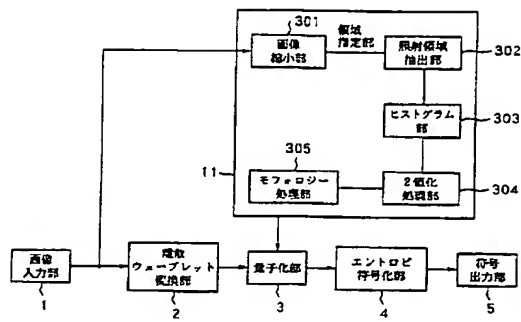 301
画像
縮小部
領域
指定部
照射領域
抽出部
302
ヒストグラム
部
303
305
モフォロジー
処理部
2値化
処理部
304
11
画像
入力部
1
離散
ウェーブレット
変換部
2
量子化部
3
エントロピ
符号化部
4
符号
出力部
5